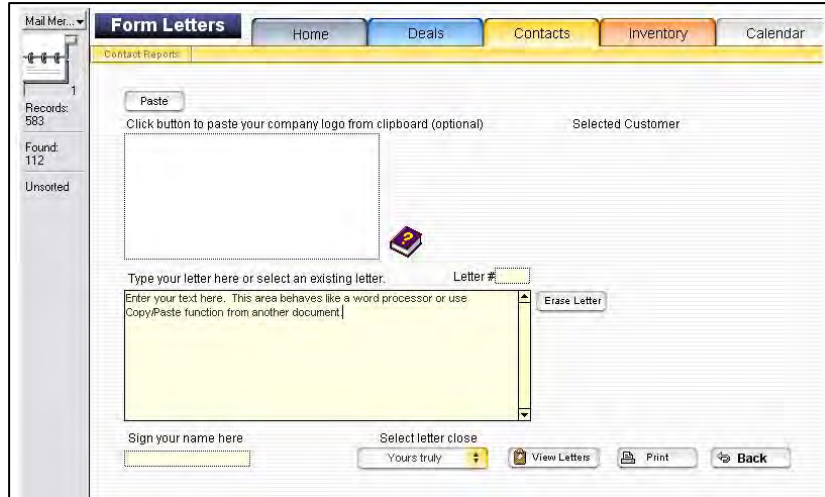 Mail Mer...
Form Letters
Home
Deals
Contacts
Inventory
Calendar
Contact Reports
1
Records:
583
Found:
112
Unsorted
Paste
Click button to paste your company logo from clipboard (optional)
Selected Customer
?
Type your letter here or select an existing letter.
Letter #
Enter your text here. This area behaves like a word processor or use
Copy/Paste function from another document.
Erase Letter
Sign your name here
Select letter close
Yours truly
View Letters
Print
Back